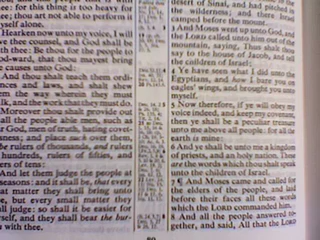 ee: for this thing is too heavy for
ee; thou art not able to perform it
yself alone.
Hearken now unto my voice, I will
ve thee counsel, and God shall be
ith thee: Be thou for the people to
od-ward, that thou mayest bring
e causes unto God:
And thou shalt teach them ordi-
nces and laws, and shalt shew
em the way wherein they must
lk, and the work that they must do.
Moreover thou shalt provide out
all the people able men, such as
r God, men of truth, hating covet-
sness; and place such over them,
be rulers of thousands, and rulers
hundreds, rulers of fifties, and
ers of tens:
And let them judge the people at
seasons: and it shall be, that every
at matter they shall bring unto
ee, but every small matter they
all judge: so shall it be easier for
yself, and they shall bear the bur-
n with thee.
desert of Sinai, and had pitched in
the wilderness; and there Israel
camped before the mount.
3 And Moses went up unto God, and
the LORD called unto him out of the
mountain, saying, Thus shalt thou
say to the house of Jacob, and tell
the children of Israel;
4 Ye have seen what I did unto the
Egyptians, and how I bare you on
eagles' wings, and brought you unto
myself.
5 Now therefore, if ye will obey my
voice indeed, and keep my covenant,
then ye shall be a peculiar treasure
unto me above all people: for all the
earth is mine:
6 And ye shall be unto me a kingdom
of priests, and an holy nation. These
are the words which thou shalt speak
unto the children of Israel.
7 ¶ And Moses came and called for
the elders of the people, and laid
before their faces all these words
which the LORD commanded him.
8 And all the people answered to-
gether, and said, All that the LORD